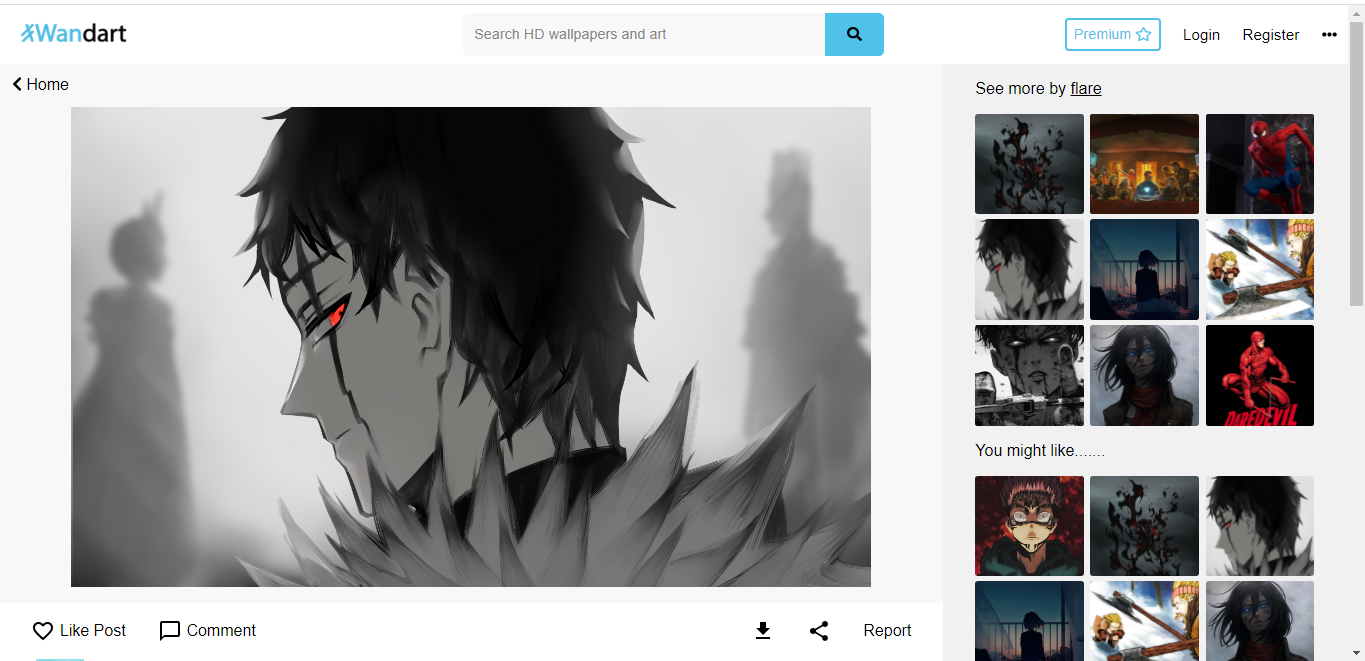 Wandart
Search HD wallpapers and art
Premium
Login
Register
Home
See more by flare
DAREDEVIL
You might like.......
Like Post
Comment
Report